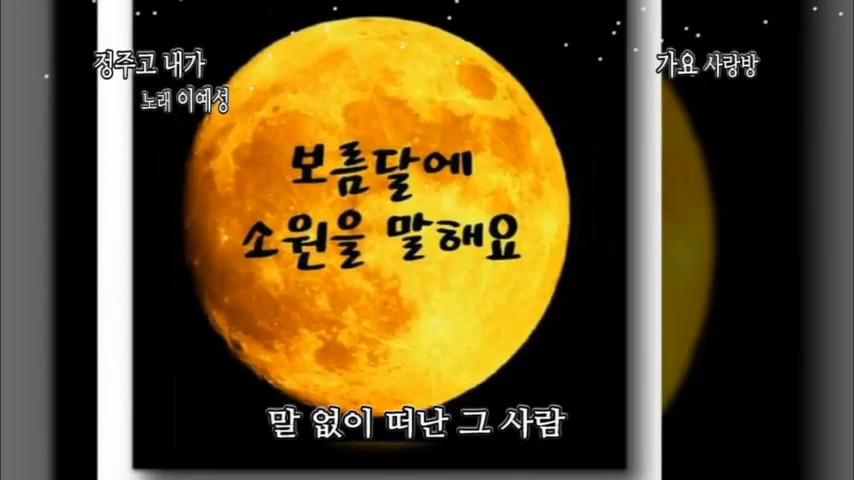 정주고 내가
노래 이예성
가요 사랑방
보름달에
소원을 말해요
말 없이 떠난 그 사람